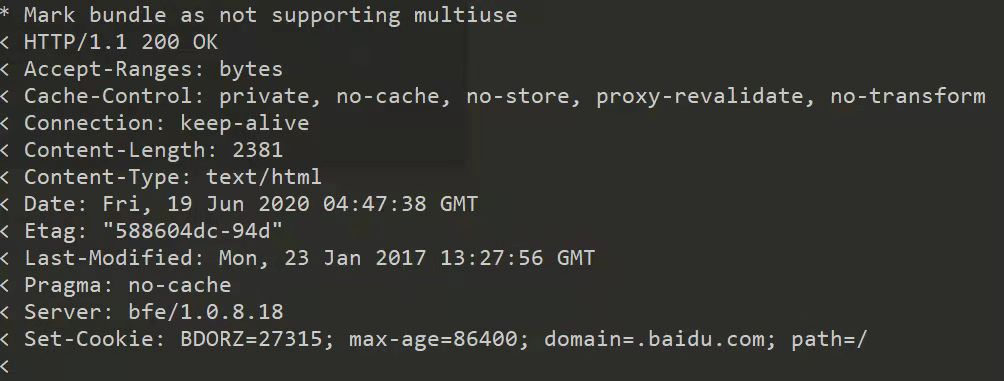 * Mark bundle as not supporting multiuse
< HTTP/1.1 200 OK
< Accept-Ranges: bytes
< Cache-Control: private, no-cache, no-store, proxy-revalidate, no-transform
< Connection: keep-alive
< Content-Length: 2381
< Content-Type: text/html
< Date: Fri, 19 Jun 2020 04:47:38 GMT
< Etag: "588604dc-94d"
< Last-Modified: Mon, 23 Jan 2017 13:27:56 GMT
< Pragma: no-cache
< Server: bfe/1.0.8.18
< Set-Cookie: BDORZ=27315; max-age=86400; domain=.baidu.com; path=/
<